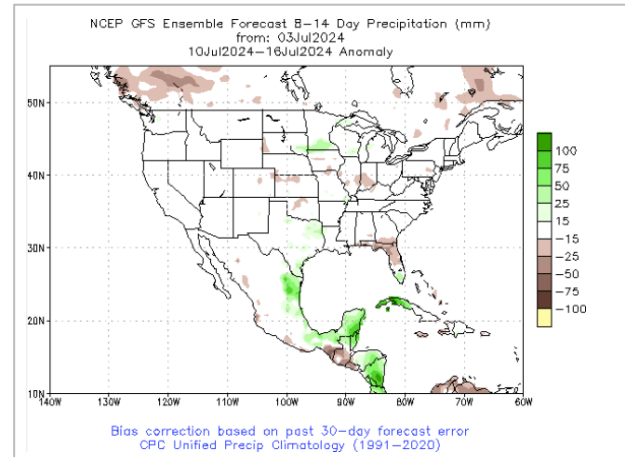 NCEP GFS Ensemble Forecast 8-14 Day Precipitation (mm)
from: 03Jul2024
10Jul2024-16Jul2024 Anomaly
50N
40N
30N
20N
10N
140W 130W 120W 110W 100W 90W 80W 70W 60W
100
75
50
25
15
-15
-25
-50
-75
-100
Bias correction based on past 30-day forecast error
CPC Unified Precip Climatology (1991-2020)